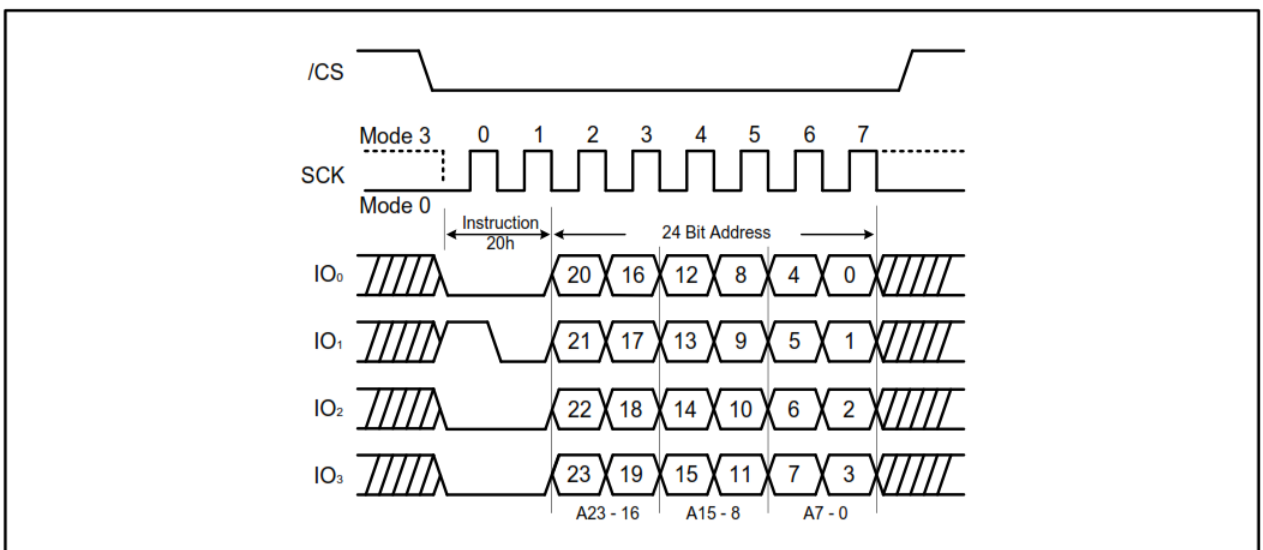 /CS
Mode 3 0 1 2 3 4 5 6 7
SCK
Mode 0
Instruction
20h
24 Bit Address
IO₀ 20 16 12 8 4 0
IO₁ 21 17 13 9 5 1
IO₂ 22 18 14 10 6 2
IO₃ 23 19 15 11 7 3
A23 - 16 A15 - 8 A7 - 0